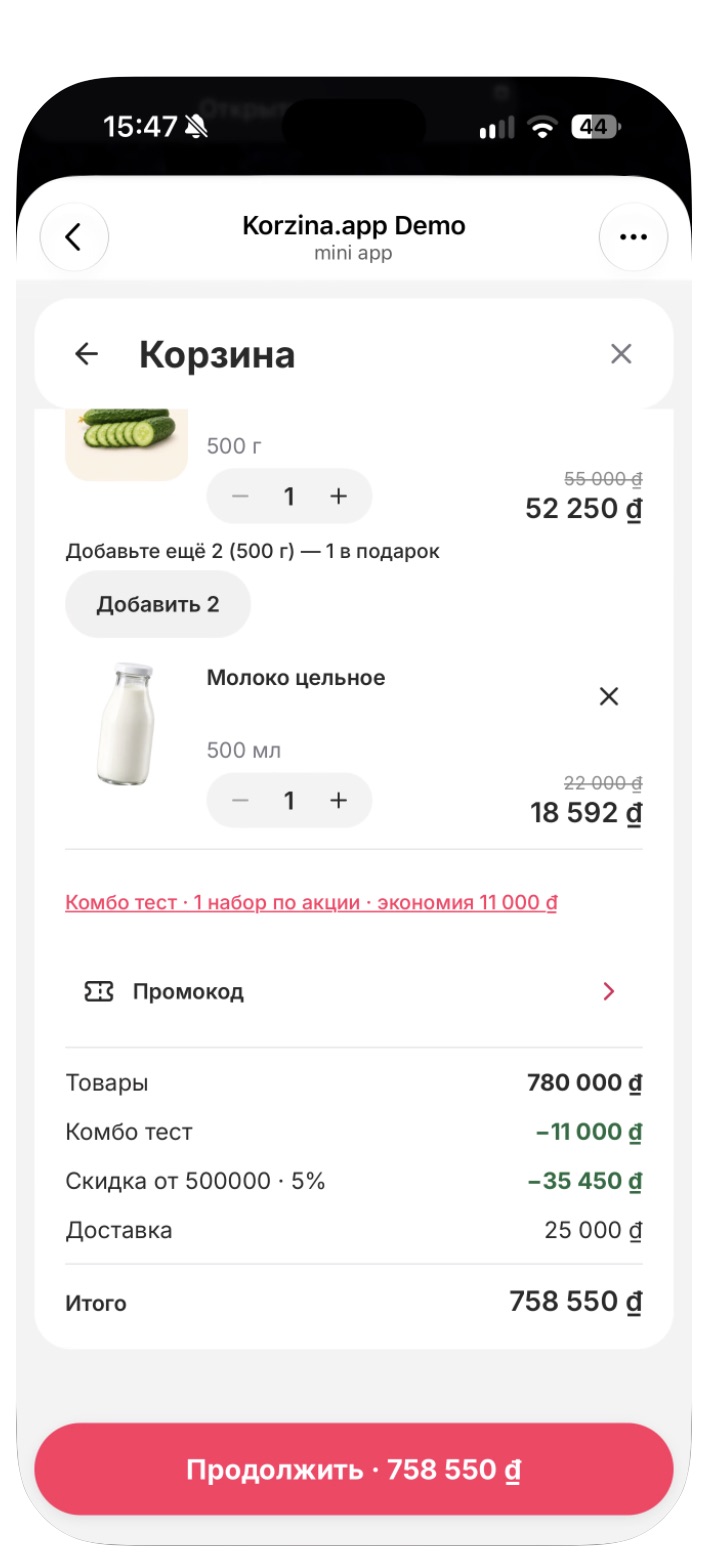 15:47
44
Korzina.app Demo
mini app
Корзина
500 г
1
55 000 ₫
52 250 ₫
Добавьте ещё 2 (500 г) — 1 в подарок
Добавить 2
Молоко цельное
500 мл
1
22 000 ₫
18 592 ₫
Комбо тест · 1 набор по акции · экономия 11 000 ₫
Промокод
Товары 780 000 ₫
Комбо тест −11 000 ₫
Скидка от 500000 · 5% −35 450 ₫
Доставка 25 000 ₫
Итого 758 550 ₫
Продолжить · 758 550 ₫